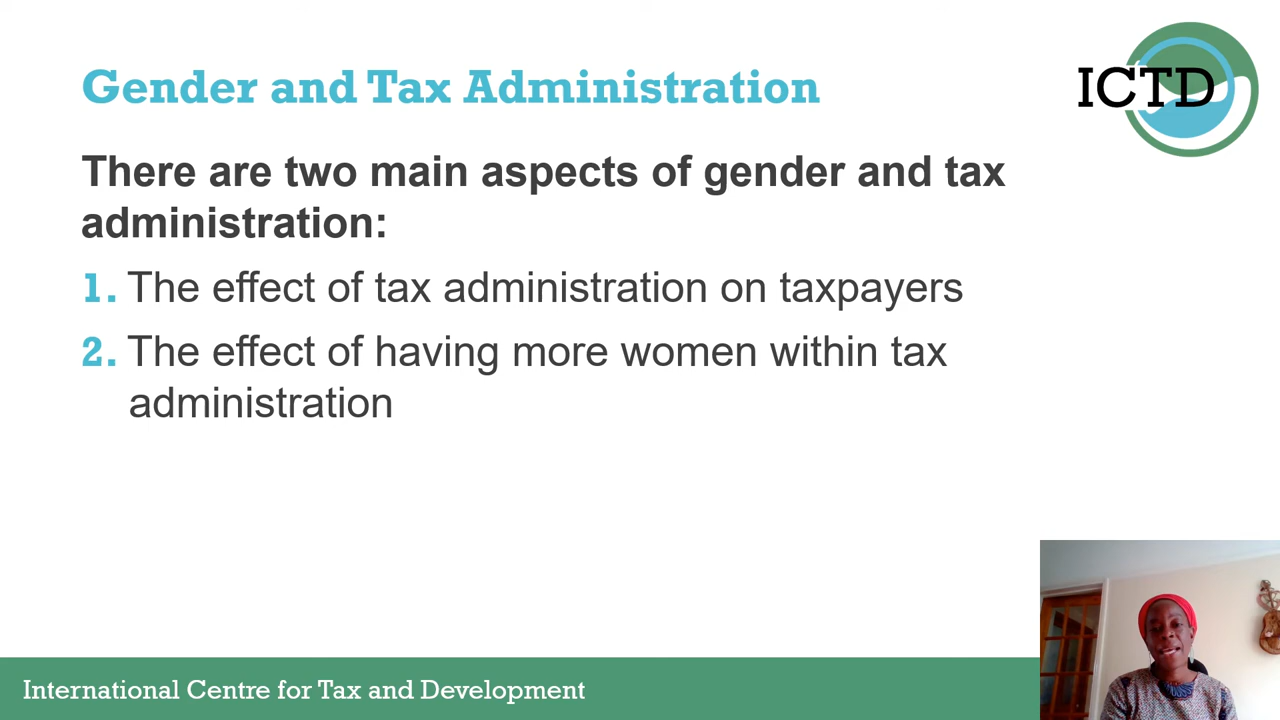 Gender and Tax Administration
ICTD
There are two main aspects of gender and tax
administration:
1. The effect of tax administration on taxpayers
2. The effect of having more women within tax
administration
International Centre for Tax and Development